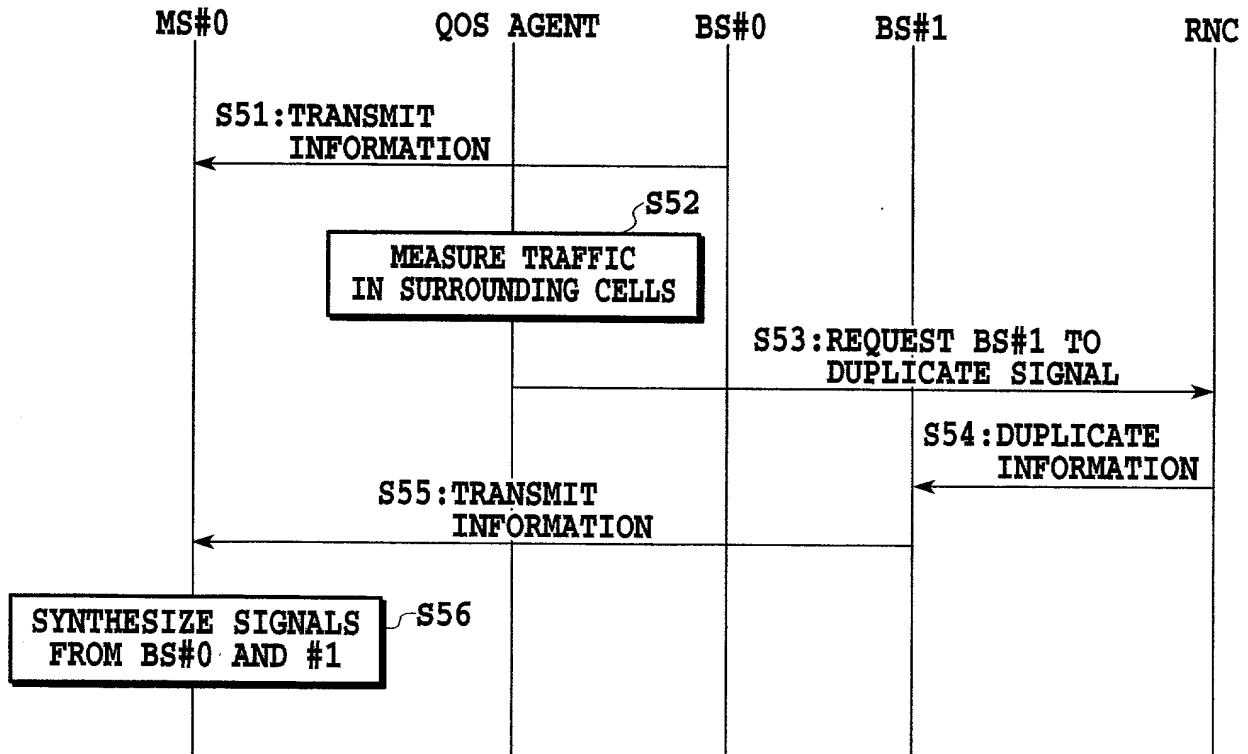 MS#0 QOS AGENT BS#0 BS#1 RNC
S51:TRANSMIT
INFORMATION
S52
MEASURE TRAFFIC
IN SURROUNDING CELLS
S53:REQUEST BS#1 TO
DUPLICATE SIGNAL
S54:DUPLICATE
INFORMATION
S55:TRANSMIT
INFORMATION
SYNTHESIZE SIGNALS
FROM BS#0 AND #1
S56